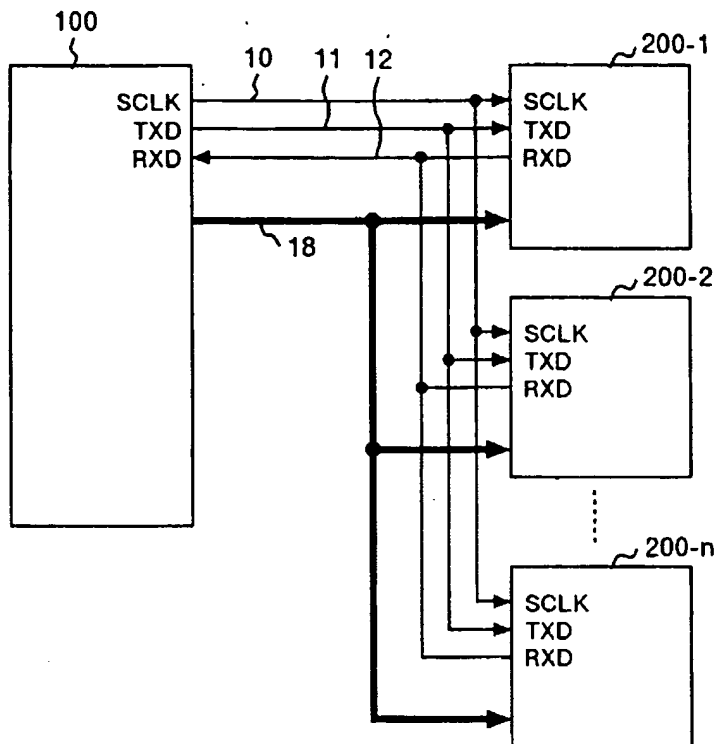 100
10
11
12
200-1
SCLK
TXD
RXD
SCLK
TXD
RXD
18
200-2
SCLK
TXD
RXD
200-n
SCLK
TXD
RXD